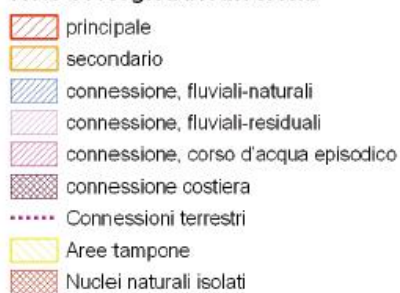 principale
secondario
connessione, fluviali-naturali
connessione, fluviali-residuali
connessione, corso d'acqua episodico
connessione costiera
Connessioni terrestri
Aree tampone
Nuclei naturali isolati